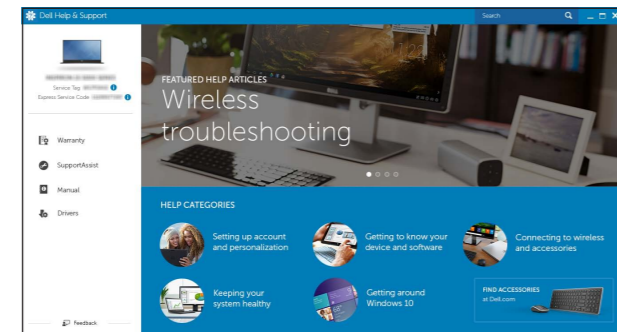 Dell Help & Support
Search
Service Tag:
Express Service Code:
Warranty
SupportAssist
Manual
Drivers
Feedback
FEATURED HELP ARTICLES
Wireless
troubleshooting
HELP CATEGORIES
Setting up account
and personalization
Getting to know your
device and software
Connecting to wireless
and accessories
Keeping your
system healthy
Getting around
Windows 10
FIND ACCESSORIES
at Dell.com